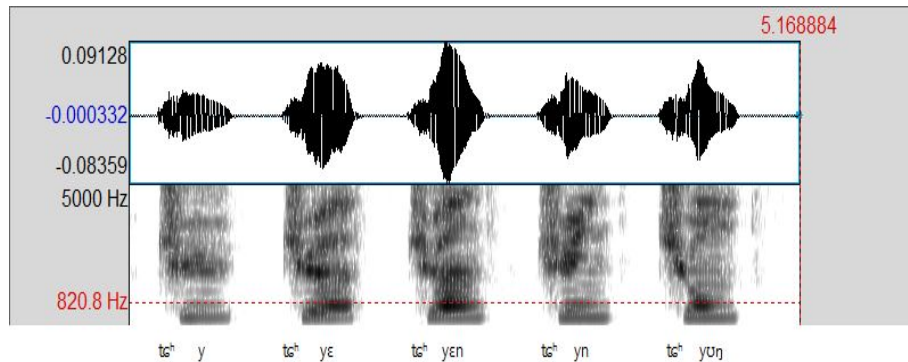 5.168884
0.09128
-0.000332
-0.08359
5000 Hz
820.8 Hz
tɕʰ y tɕʰ yɛ tɕʰ yɛn tɕʰ yn tɕʰ yʊŋ